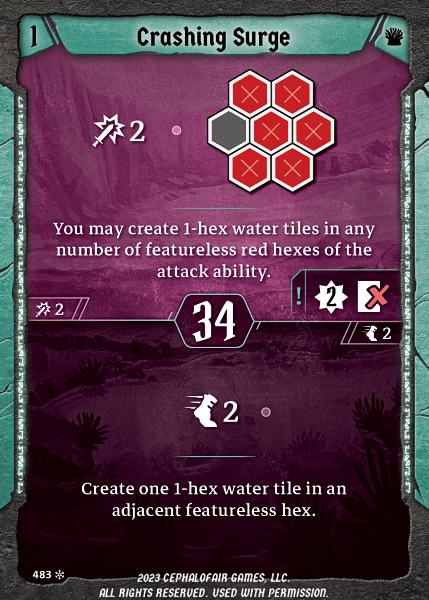 1
Crashing Surge
2
You may create 1-hex water tiles in any
number of featureless red hexes of the
attack ability.
! 2
2
34
2
2
Create one 1-hex water tile in an
adjacent featureless hex.
483
2023 CEPHALOFAIR GAMES, LLC.
ALL RIGHTS RESERVED. USED WITH PERMISSION.